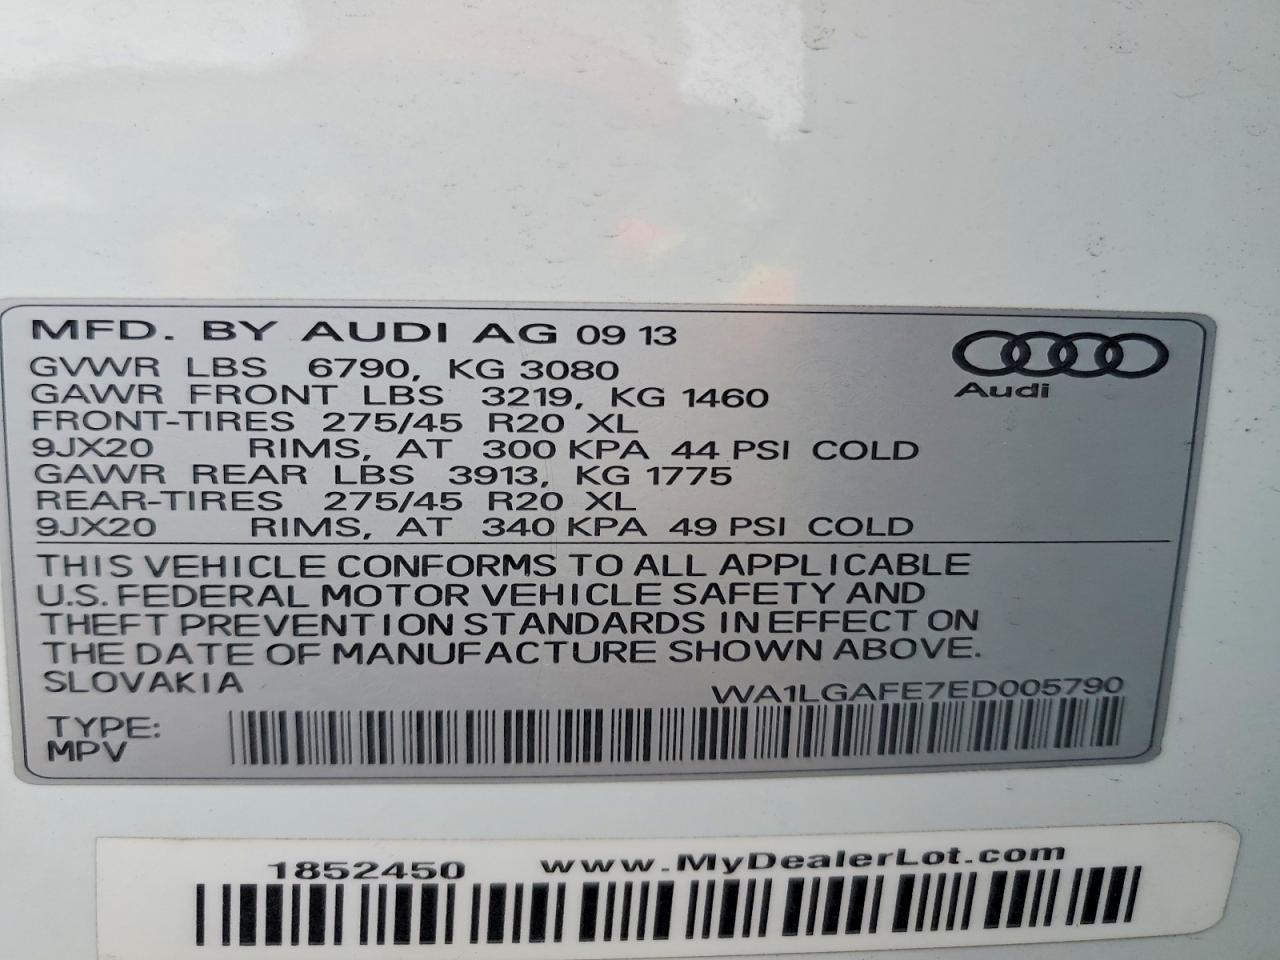 MFD. BY AUDI AG 09 13
GVWR LBS 6790, KG 3080
GAWR FRONT LBS 3219, KG 1460
FRONT-TIRES 275/45 R20 XL
9JX20 RIMS, AT 300 KPA 44 PSI COLD
GAWR REAR LBS 3913, KG 1775
REAR-TIRES 275/45 R20 XL
9JX20 RIMS, AT 340 KPA 49 PSI COLD
Audi
THIS VEHICLE CONFORMS TO ALL APPLICABLE
U.S. FEDERAL MOTOR VEHICLE SAFETY AND
THEFT PREVENTION STANDARDS IN EFFECT ON
THE DATE OF MANUFACTURE SHOWN ABOVE.
SLOVAKIA
WA1LGAFE7ED005790
TYPE:
MPV
1852450 www.MyDealerLot.com